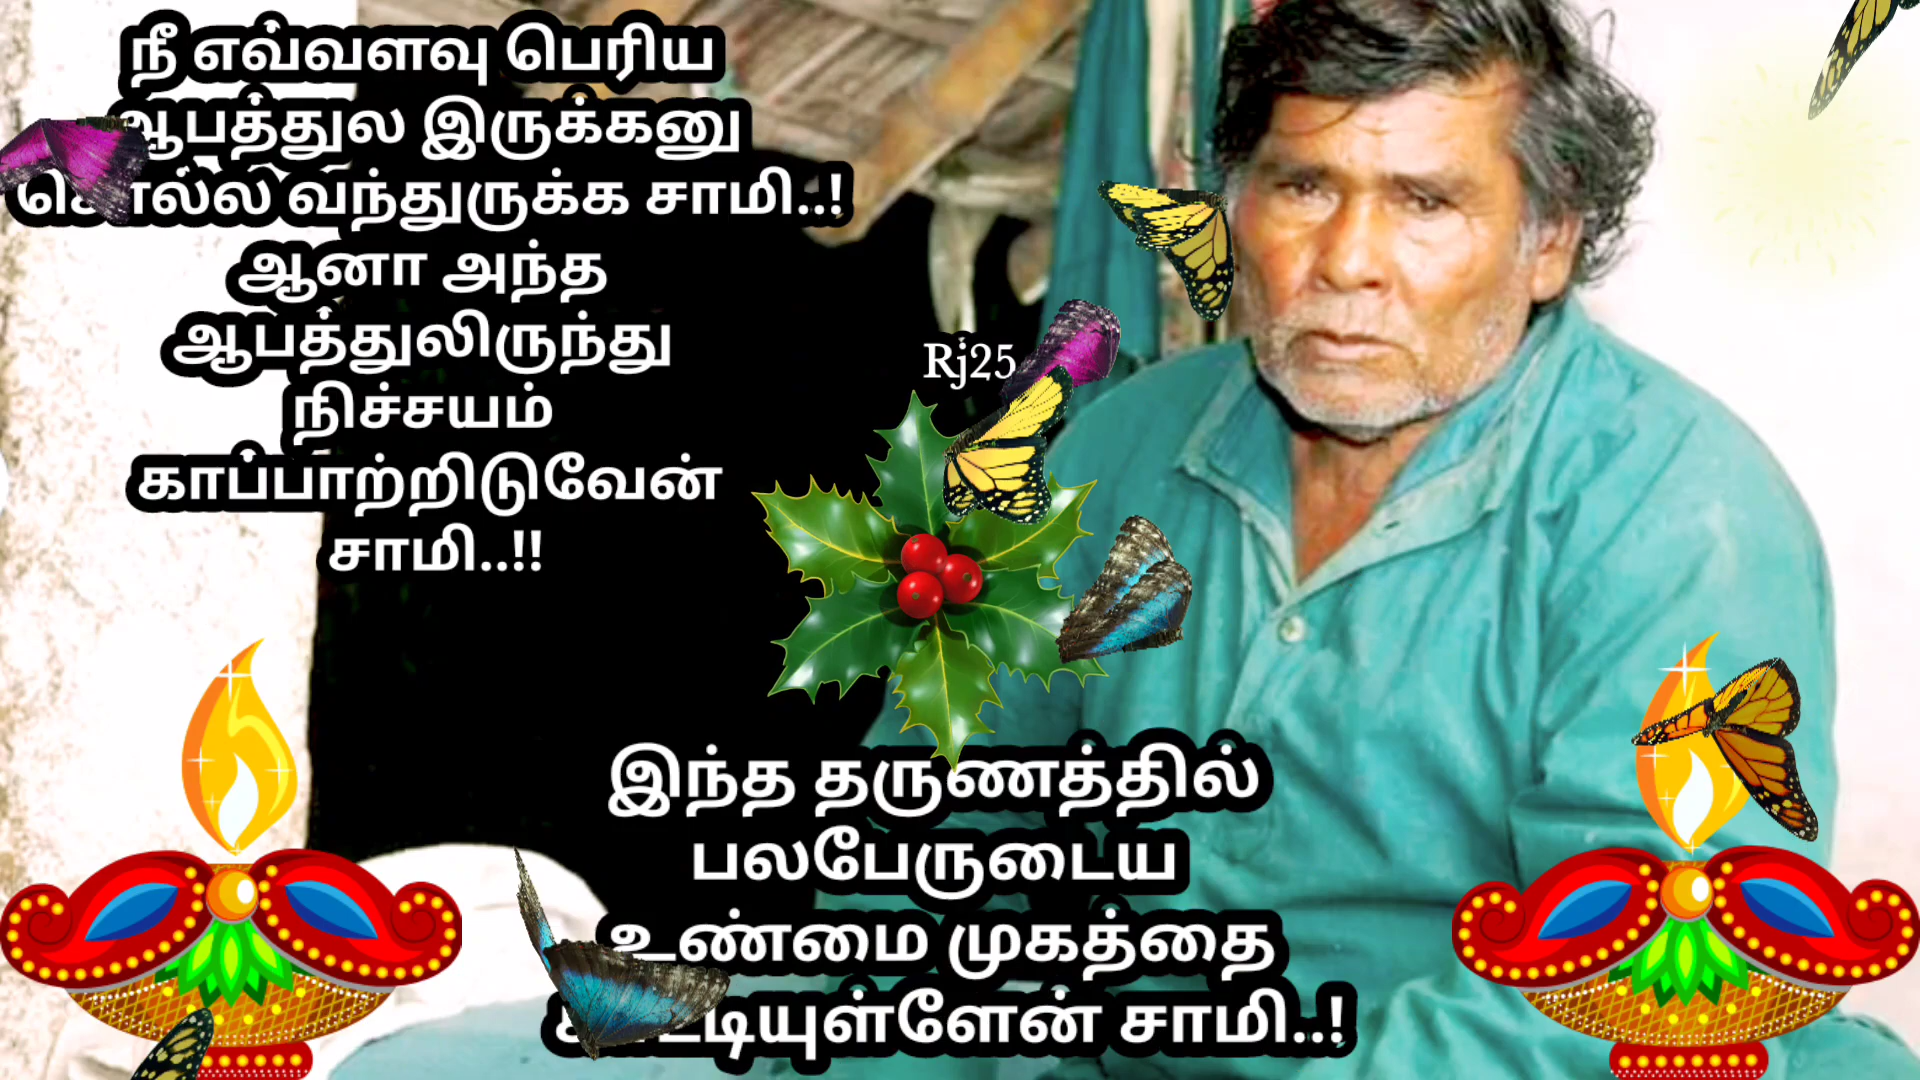 நீ எவ்வளவு பெரிய
ஆபத்துல இருக்கனு
சொல்ல வந்துருக்க சாமி..!
ஆனா அந்த
ஆபத்துலிருந்து
நிச்சயம்
காப்பாற்றிடுவேன்
சாமி..!!
Rj25
இந்த தருணத்தில்
பலபேருடைய
உண்மை முகத்தை
காட்டியுள்ளேன் சாமி..!